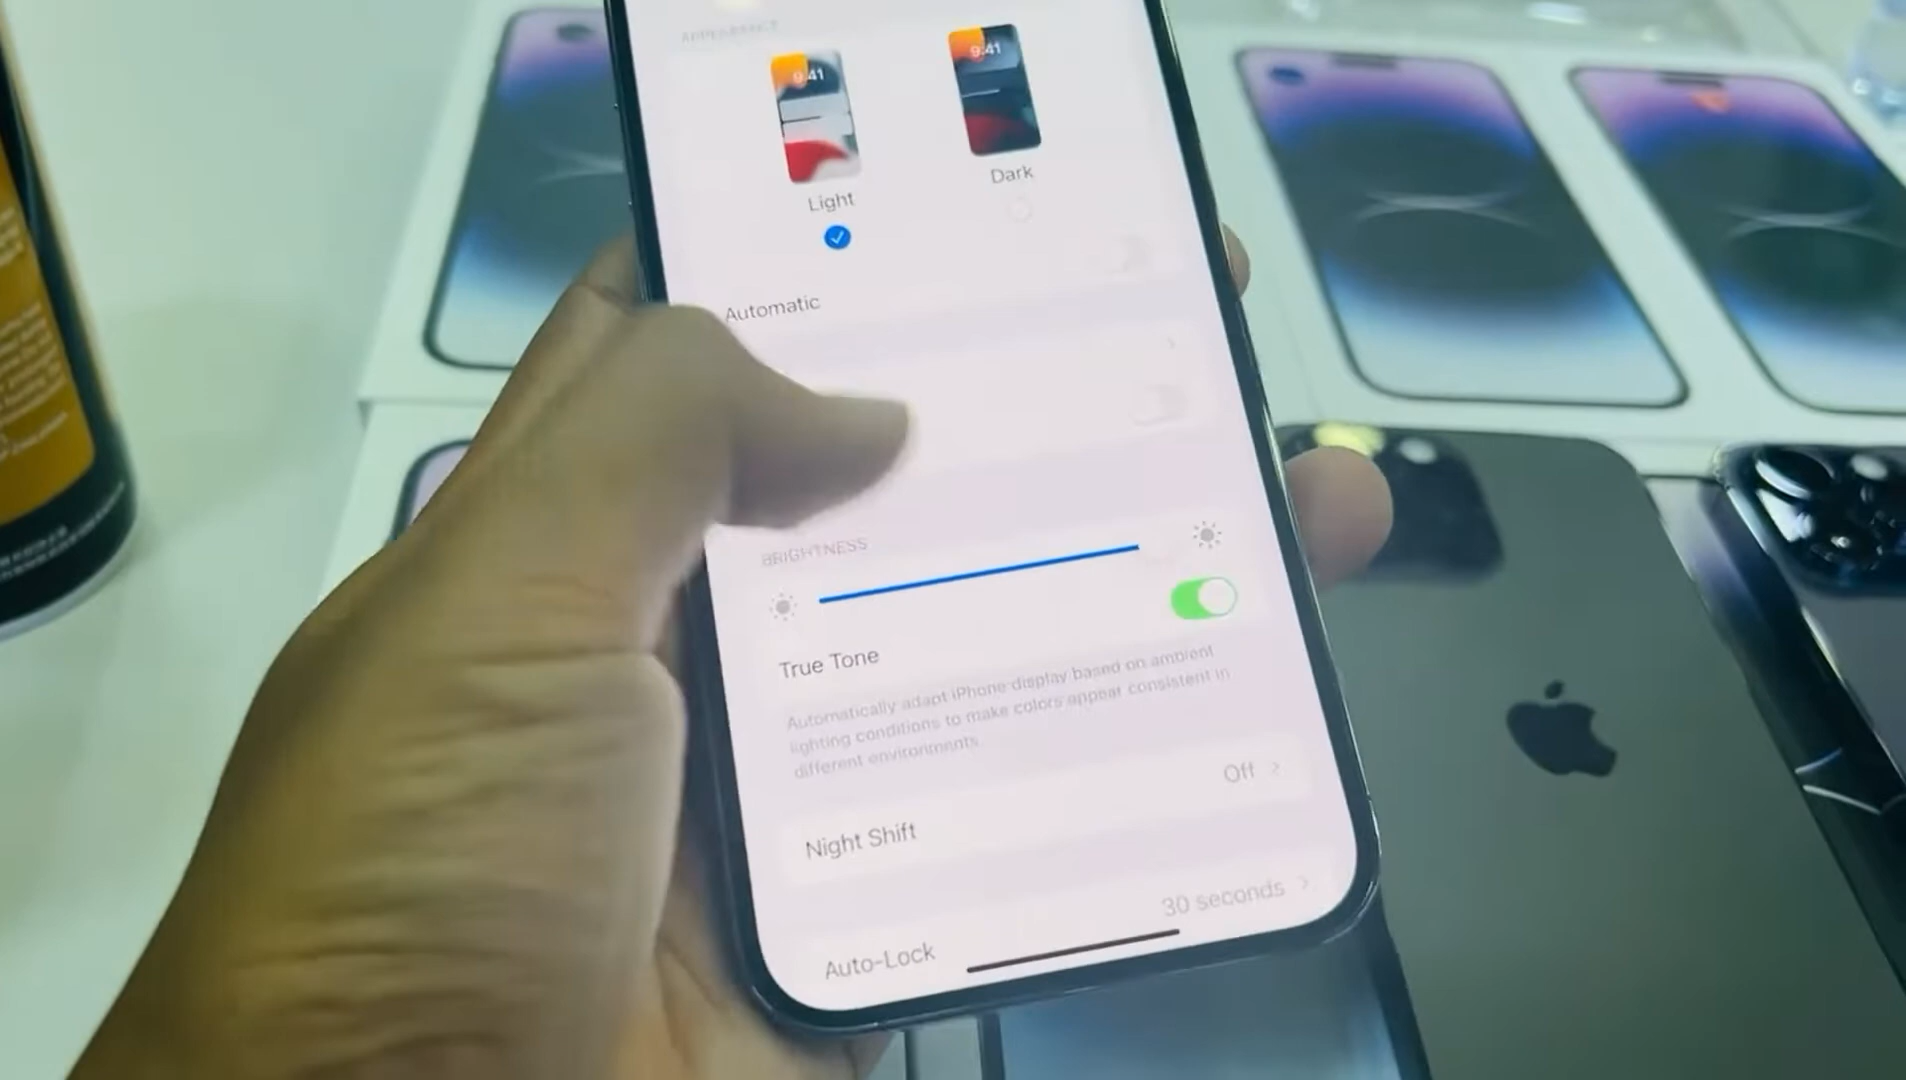 APPEARANCE
9:41
9:41
Light
Dark
Automatic
BRIGHTNESS
True Tone
Automatically adapt iPhone display based on ambient
lighting conditions to make colors appear consistent in
different environments.
Night Shift
Off
Auto-Lock
30 seconds